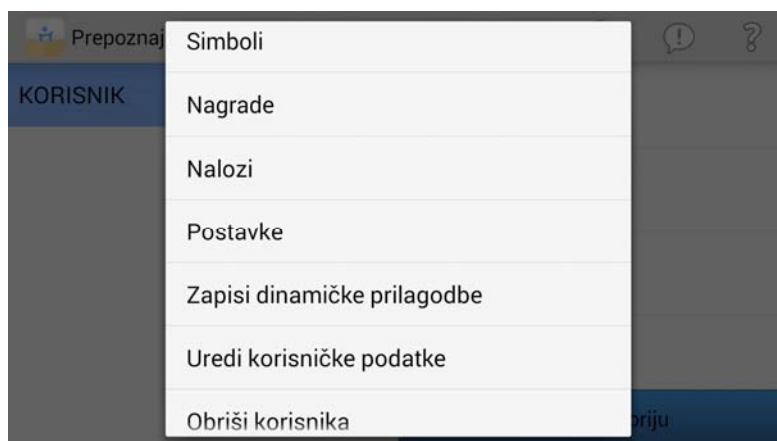 Prepoznaj
KORISNIK
Simboli
Nagrade
Nalozi
Postavke
Zapisi dinamičke prilagodbe
Uredi korisničke podatke
Obriši korisnika
oriju